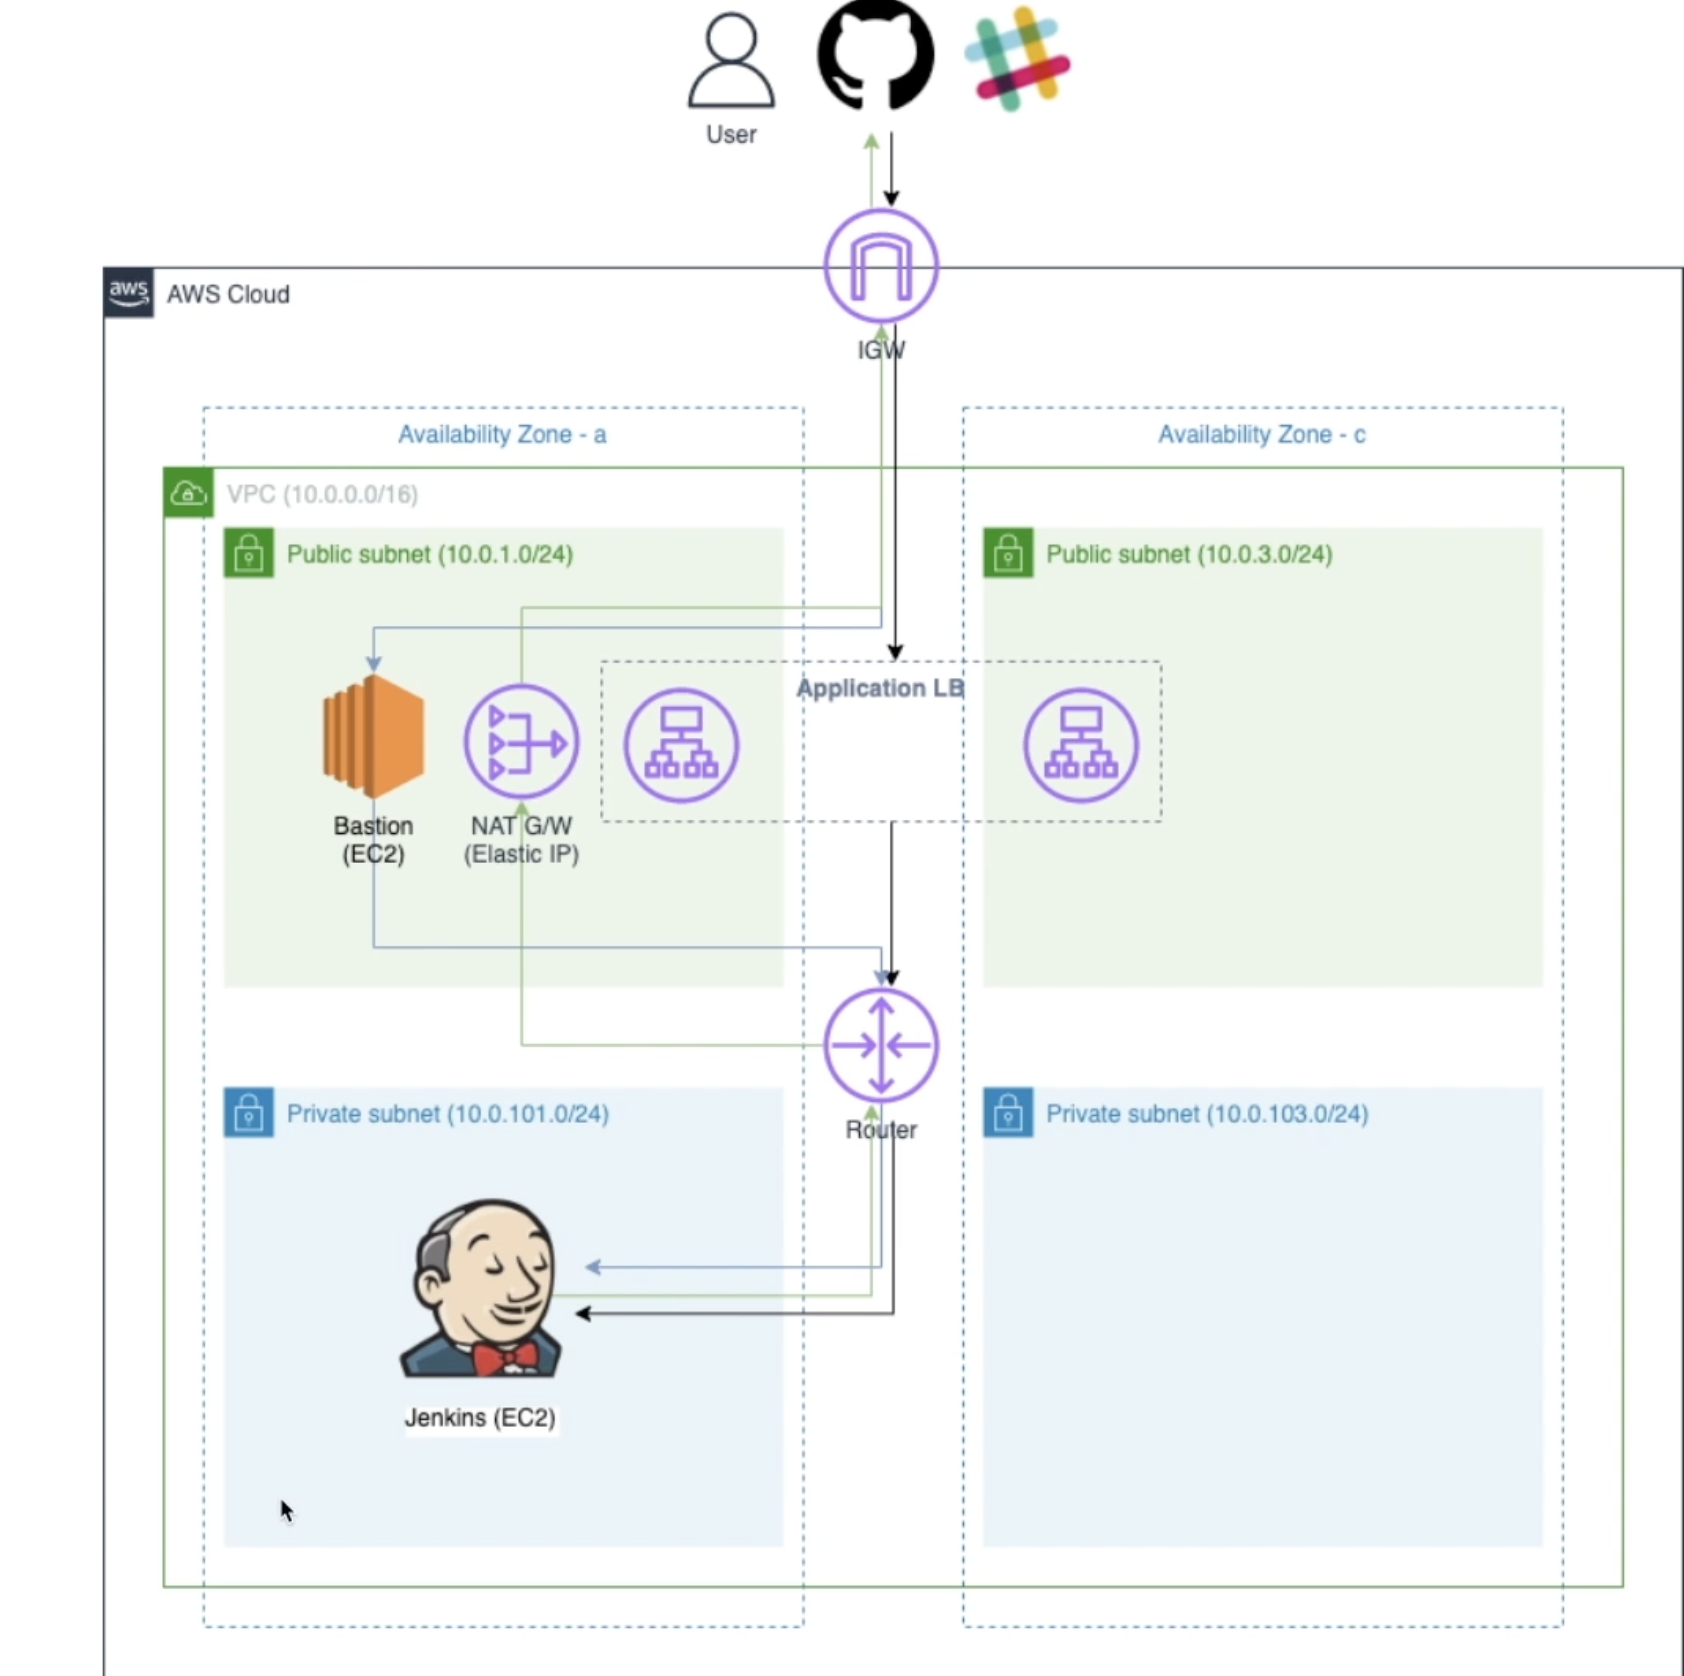 User
aws
AWS Cloud
IGW
Availability Zone - a
Availability Zone - c
VPC (10.0.0.0/16)
Public subnet (10.0.1.0/24)
Public subnet (10.0.3.0/24)
Application LB
Bastion
(EC2)
NAT G/W
(Elastic IP)
Router
Private subnet (10.0.101.0/24)
Private subnet (10.0.103.0/24)
Jenkins (EC2)